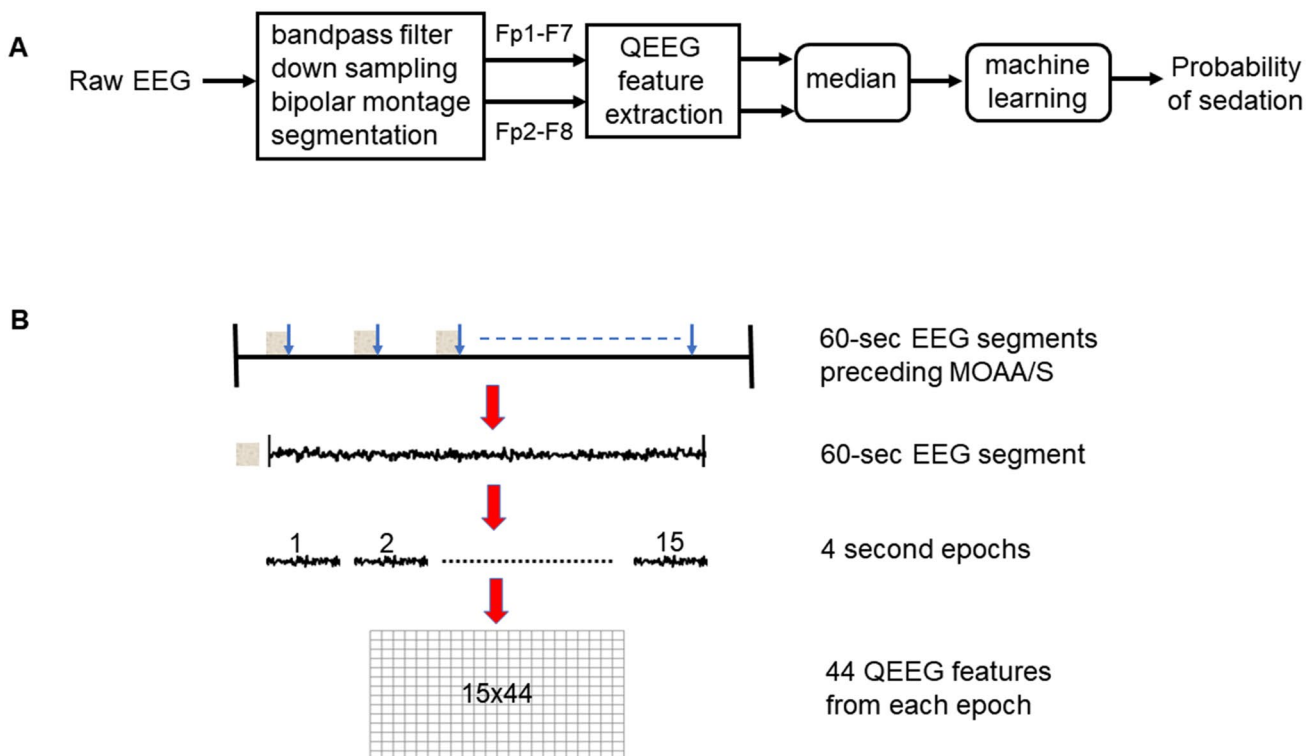 A
Raw EEG
bandpass filter
down sampling
bipolar montage
segmentation
Fp1-F7
Fp2-F8
QEEG
feature
extraction
median
machine
learning
Probability
of sedation
B
60-sec EEG segments
preceding MOAA/S
60-sec EEG segment
1 2 15
4 second epochs
15x44
44 QEEG features
from each epoch